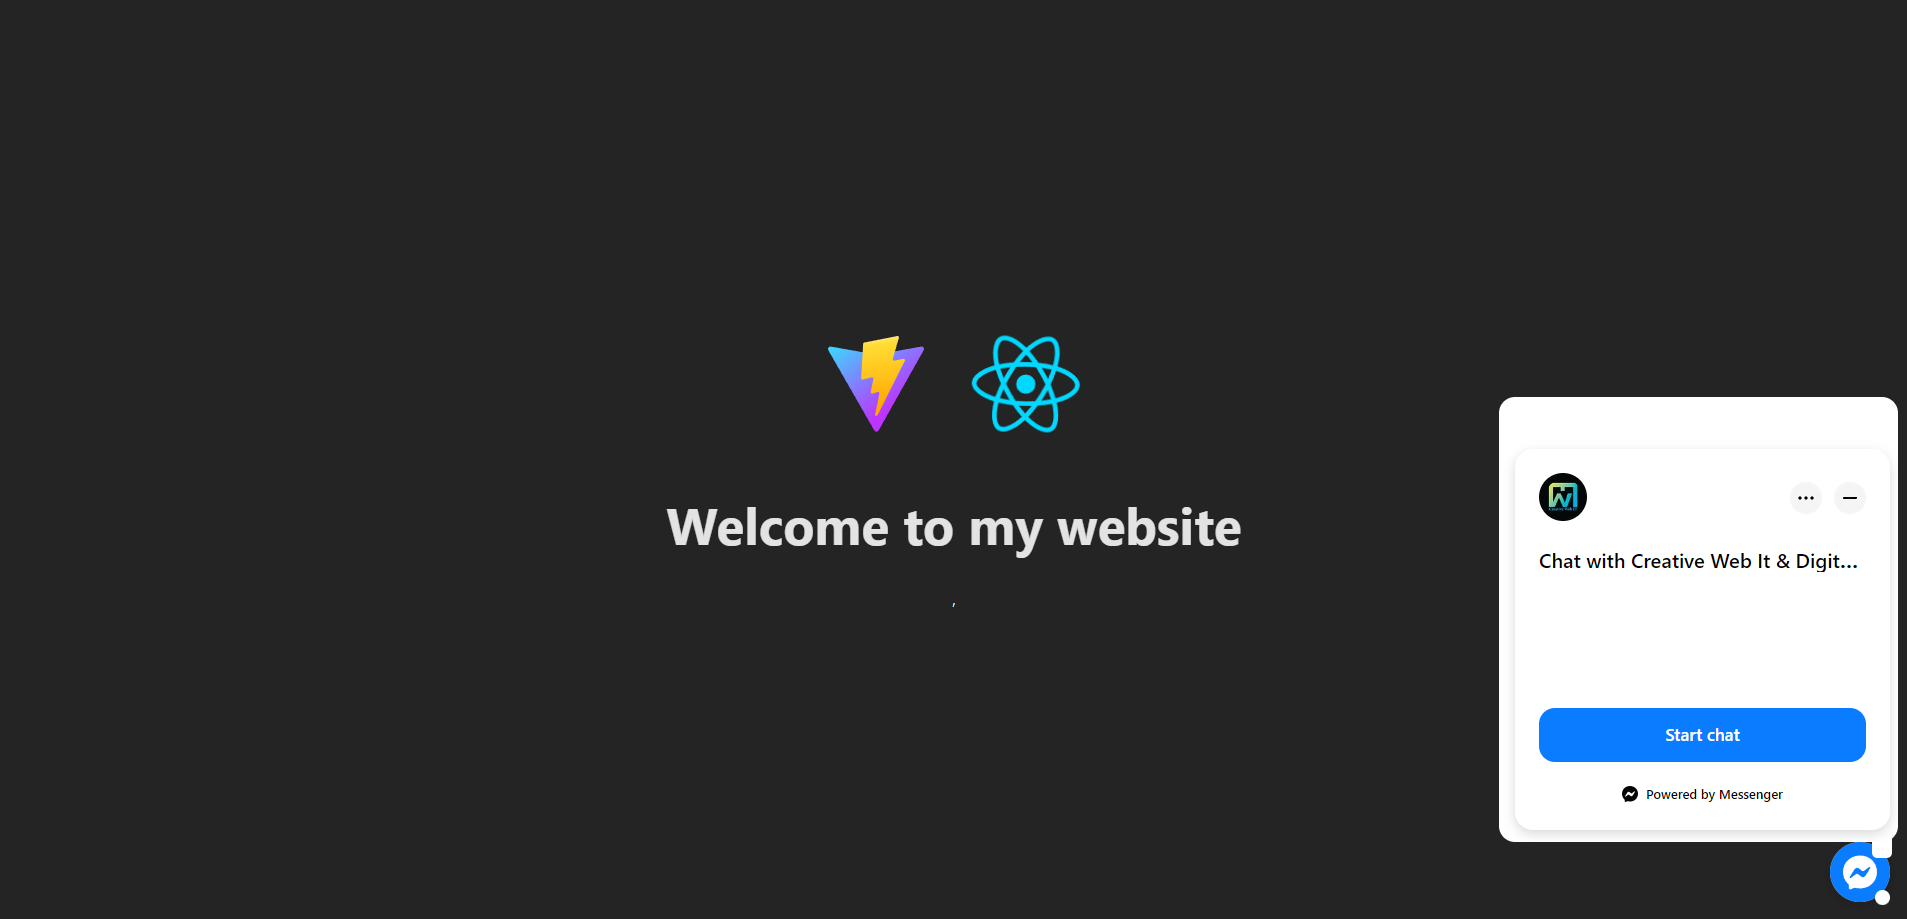 Welcome to my website
,
Chat with Creative Web It & Digit...
Start chat
Powered by Messenger